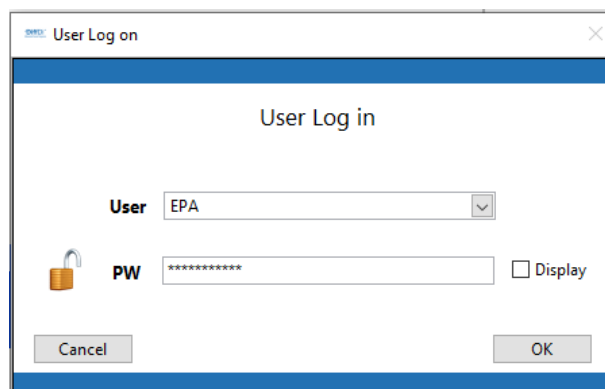 User Log on
User Log in
User EPA
PW *********** Display
Cancel OK